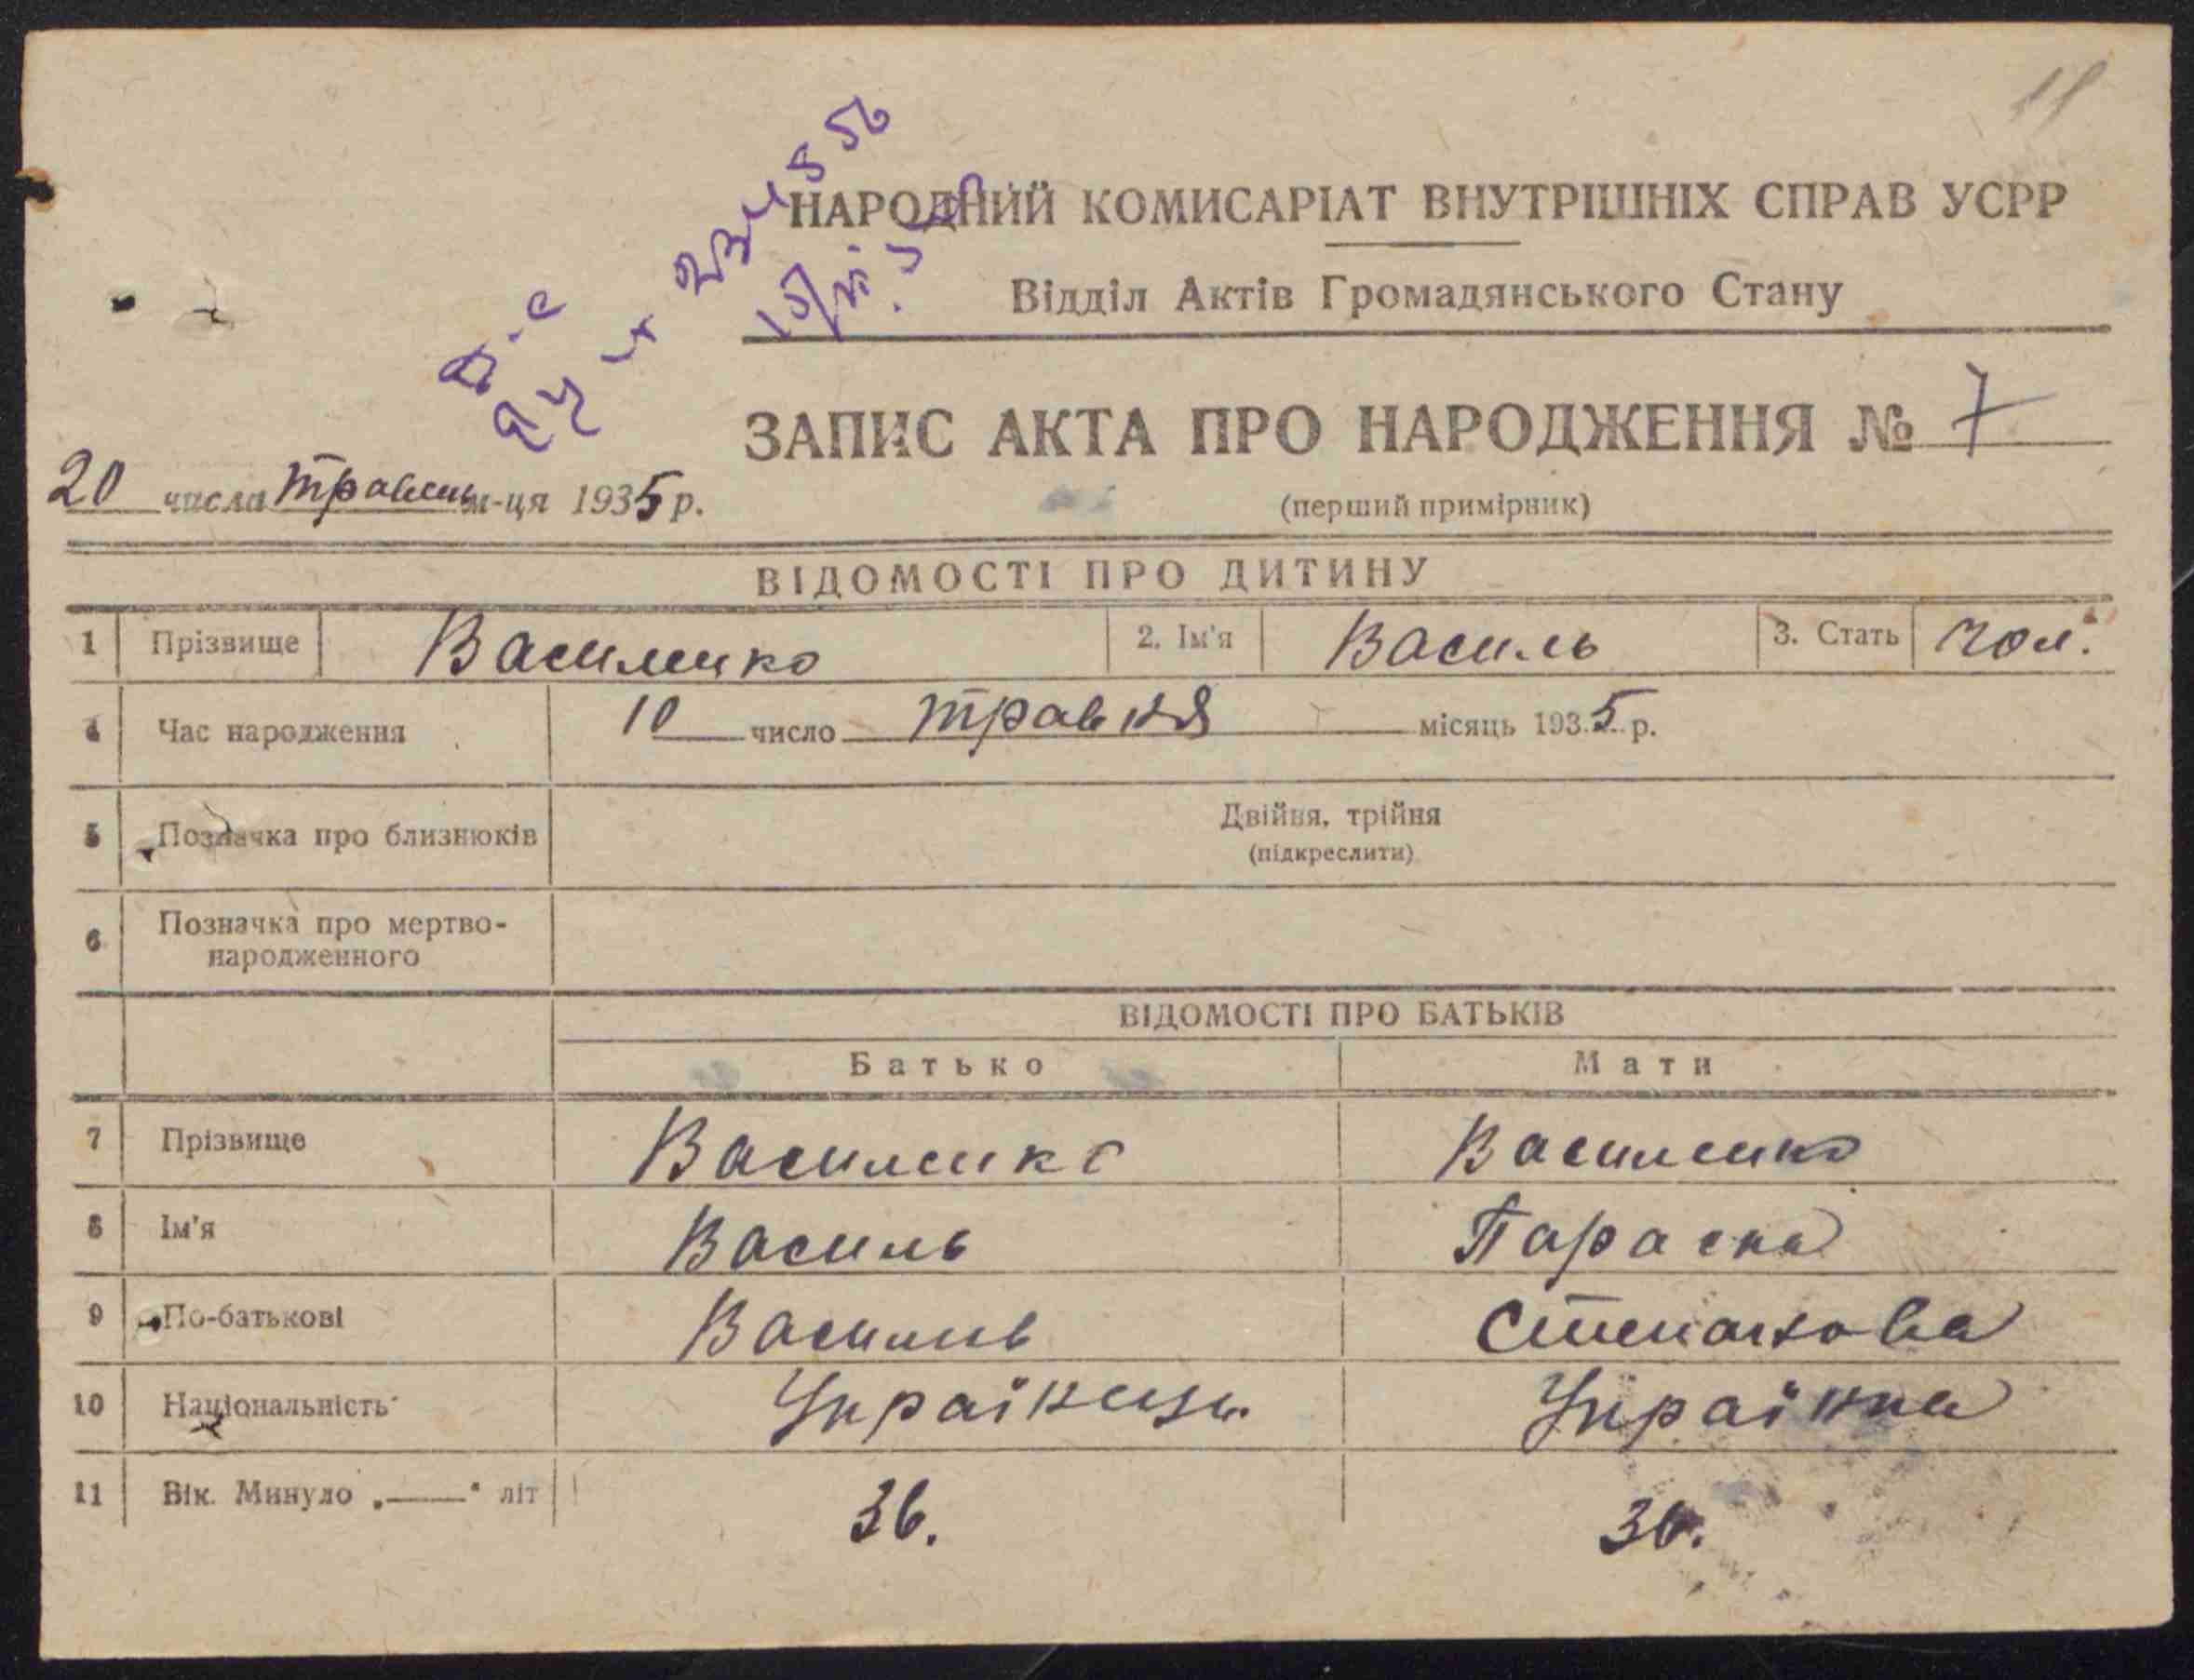 11
НАРОДНИЙ КОМИСАРІАТ ВНУТРІШНІХ СПРАВ УСРР
Відділ Актів Громадянського Стану
ЗАПИС АКТА ПРО НАРОДЖЕННЯ № 7
20 числа травень м-ця 1935 р.
(перший примірник)
ВІДОМОСТІ ПРО ДИТИНУ
1 Прізвище Василенко 2. Ім'я Василь 3. Стать чол.
4 Час народження 10 число травня місяць 1935 р.
5 Позначка про близнюків Двійня, трійня
(підкреслити)
6 Позначка про мертво-
народженного
ВІДОМОСТІ ПРО БАТЬКІВ
Батько Мати
7 Прізвище Василенко Василенко
8 Ім'я Василь Параска
9 По-батькові Степанова
10 Національність Українець Українка
11 Вік. Минуло „——" літ 36. 36.